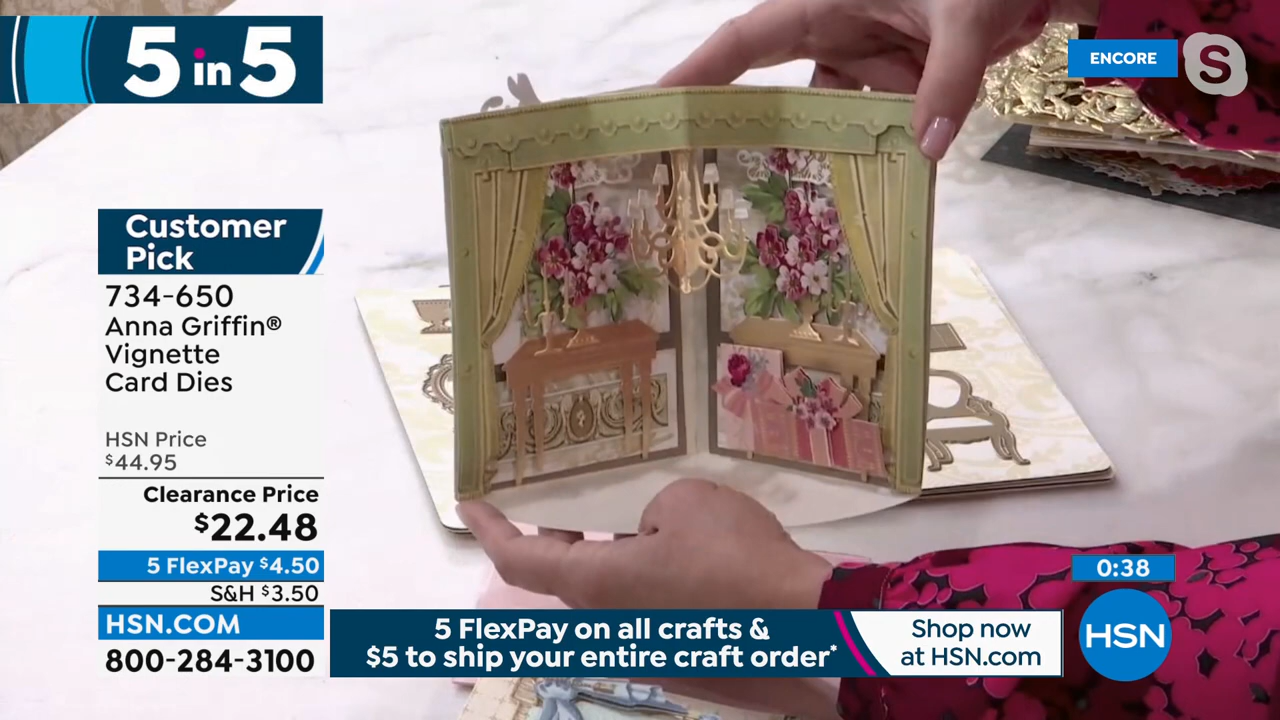 5 in 5
ENCORE
S
Customer
Pick
734-650
Anna Griffin®
Vignette
Card Dies
HSN Price
$44.95
Clearance Price
$22.48
5 FlexPay $4.50
S&H $3.50
HSN.COM
800-284-3100
5 FlexPay on all crafts &
$5 to ship your entire craft order*
Shop now
at HSN.com
0:38
HSN